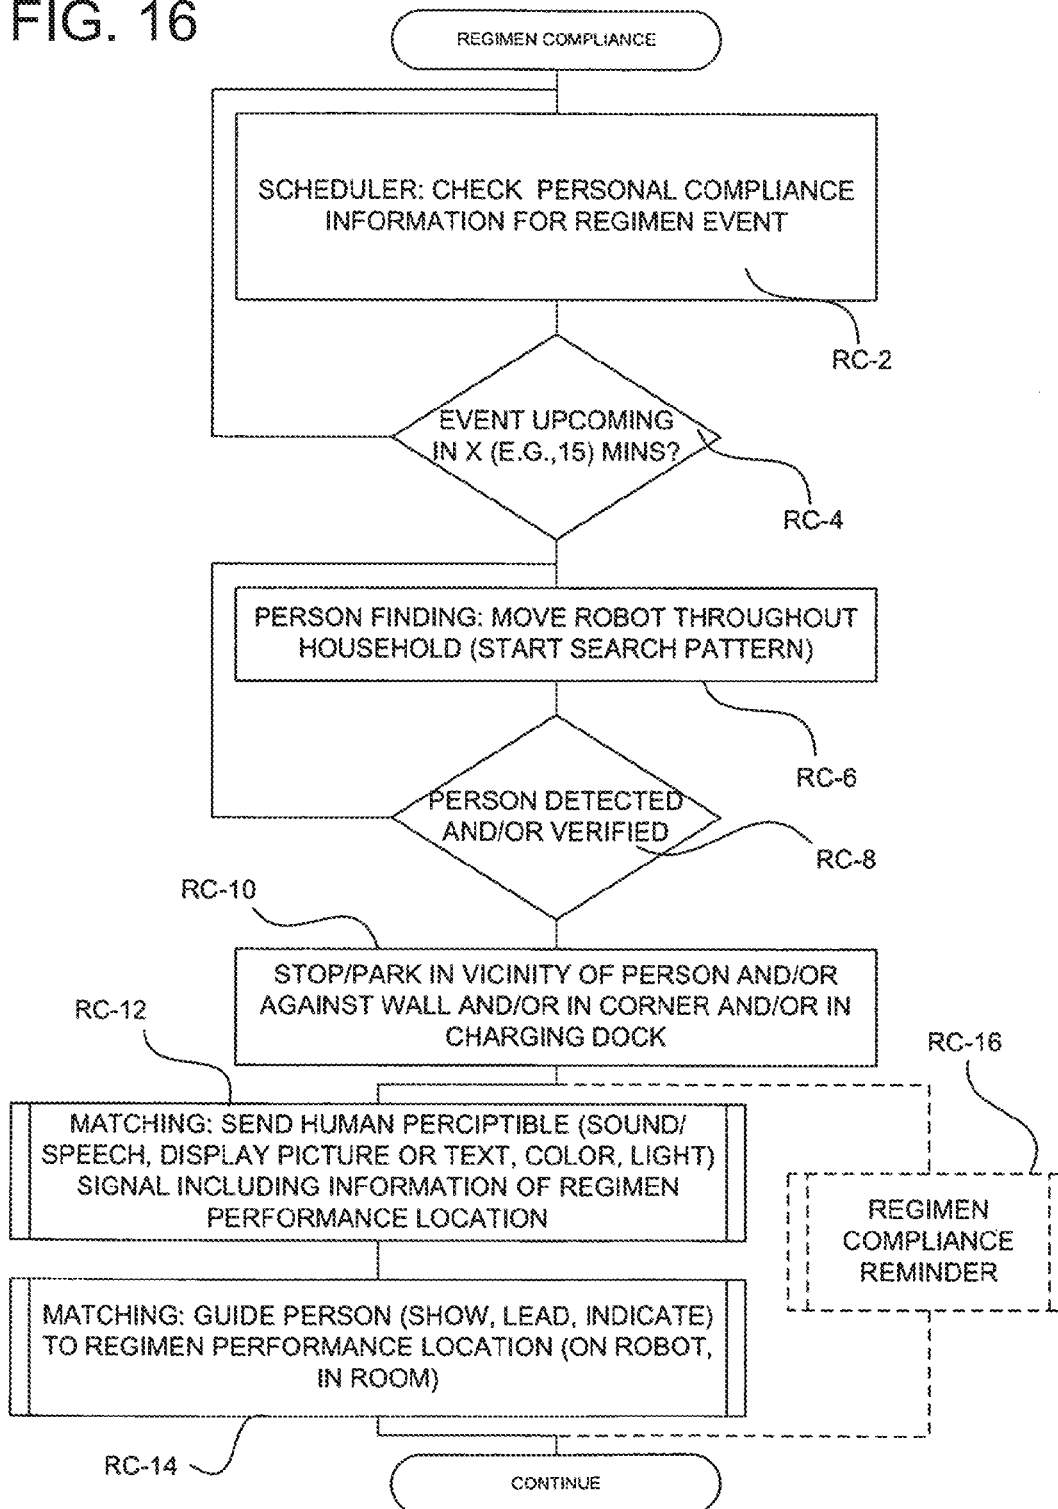 FIG. 16
REGIMEN COMPLIANCE
SCHEDULER: CHECK PERSONAL COMPLIANCE
INFORMATION FOR REGIMEN EVENT
RC-2
EVENT UPCOMING
IN X (E.G.,15) MINS?
RC-4
PERSON FINDING: MOVE ROBOT THROUGHOUT
HOUSEHOLD (START SEARCH PATTERN)
RC-6
PERSON DETECTED
AND/OR VERIFIED
RC-8
RC-10
STOP/PARK IN VICINITY OF PERSON AND/OR
AGAINST WALL AND/OR IN CORNER AND/OR IN
CHARGING DOCK
RC-12
RC-16
MATCHING: SEND HUMAN PERCIPTIBLE (SOUND/
SPEECH, DISPLAY PICTURE OR TEXT, COLOR, LIGHT)
SIGNAL INCLUDING INFORMATION OF REGIMEN
PERFORMANCE LOCATION
REGIMEN
COMPLIANCE
REMINDER
MATCHING: GUIDE PERSON (SHOW, LEAD, INDICATE)
TO REGIMEN PERFORMANCE LOCATION (ON ROBOT,
IN ROOM)
RC-14
CONTINUE